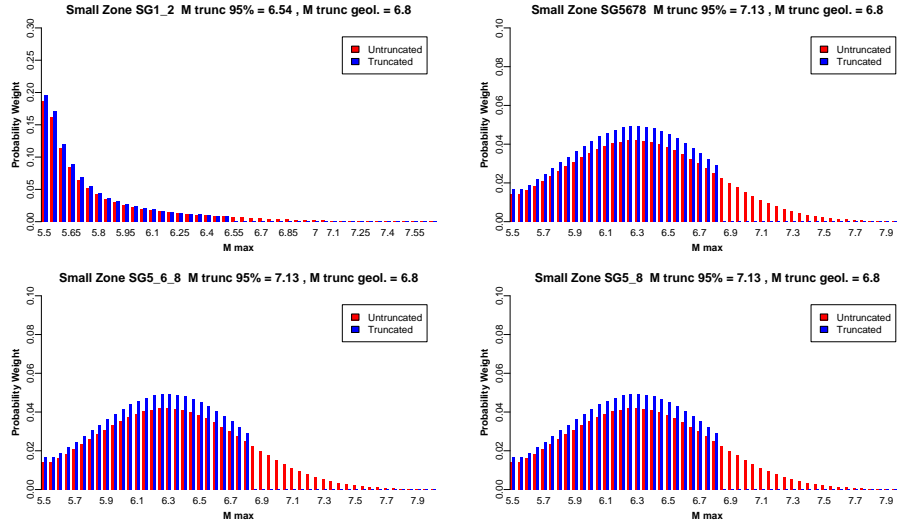 Small Zone SG1_2 M trunc 95% = 6.54 , M trunc geol. = 6.8
Probability Weight
0.00 0.05 0.10 0.15 0.20 0.25 0.30
Untruncated
Truncated
5.5 5.65 5.8 5.95 6.1 6.25 6.4 6.55 6.7 6.85 7 7.1 7.25 7.4 7.55
M max
Small Zone SG5678 M trunc 95% = 7.13 , M trunc geol. = 6.8
Probability Weight
0.00 0.02 0.04 0.06 0.08 0.10
Untruncated
Truncated
5.5 5.7 5.9 6.1 6.3 6.5 6.7 6.9 7.1 7.3 7.5 7.7 7.9
M max
Small Zone SG5_6_8 M trunc 95% = 7.13 , M trunc geol. = 6.8
Probability Weight
0.00 0.02 0.04 0.06 0.08 0.10
Untruncated
Truncated
5.5 5.7 5.9 6.1 6.3 6.5 6.7 6.9 7.1 7.3 7.5 7.7 7.9
M max
Small Zone SG5_8 M trunc 95% = 7.13 , M trunc geol. = 6.8
Probability Weight
0.00 0.02 0.04 0.06 0.08 0.10
Untruncated
Truncated
5.5 5.7 5.9 6.1 6.3 6.5 6.7 6.9 7.1 7.3 7.5 7.7 7.9
M max